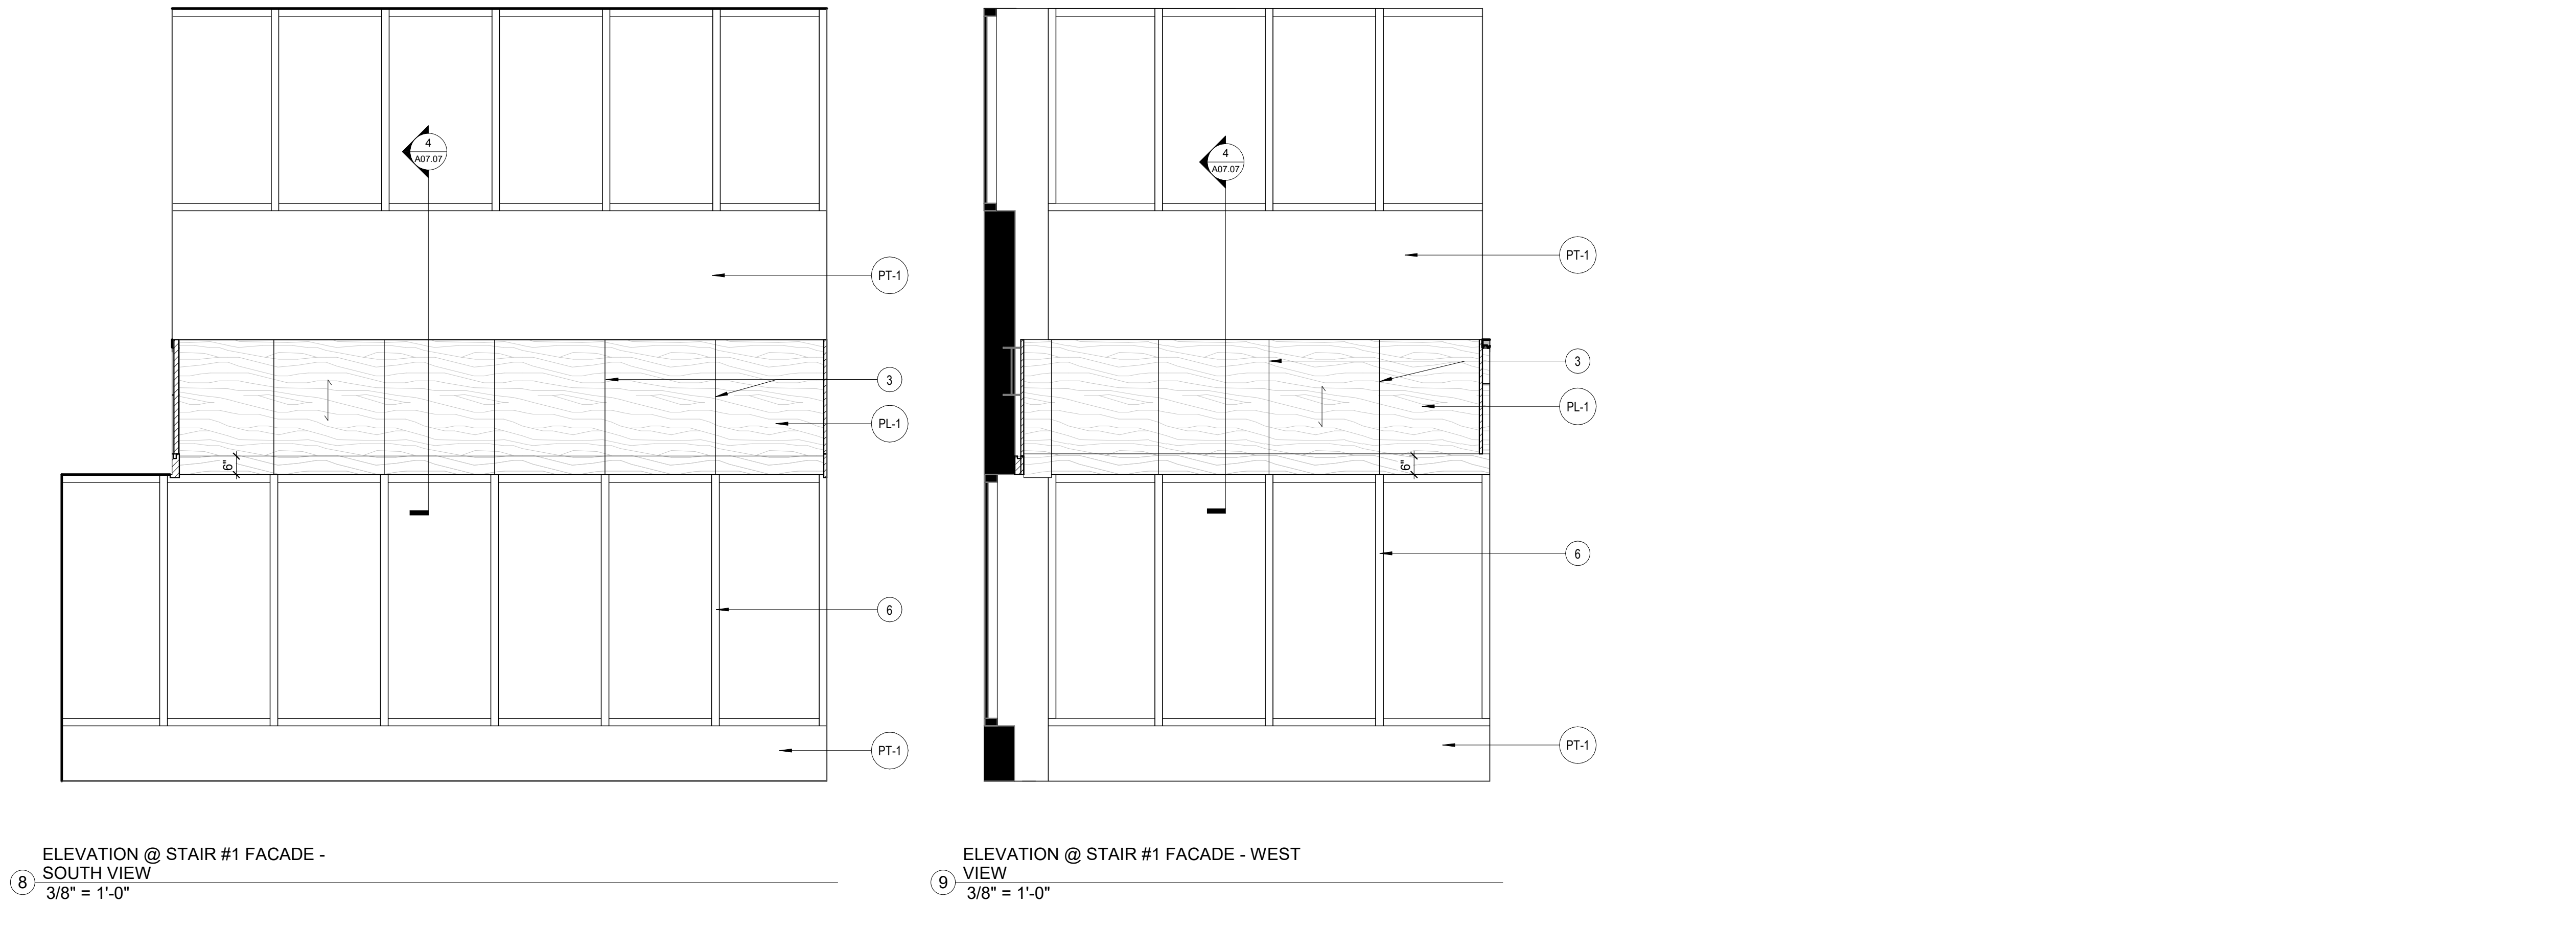 4
A07.07
PT-1
3
PL-1
6"
6
PT-1
8
ELEVATION @ STAIR #1 FACADE -
SOUTH VIEW
3/8" = 1'-0"
4
A07.07
PT-1
3
PL-1
6"
6
PT-1
9
ELEVATION @ STAIR #1 FACADE - WEST
VIEW
3/8" = 1'-0"